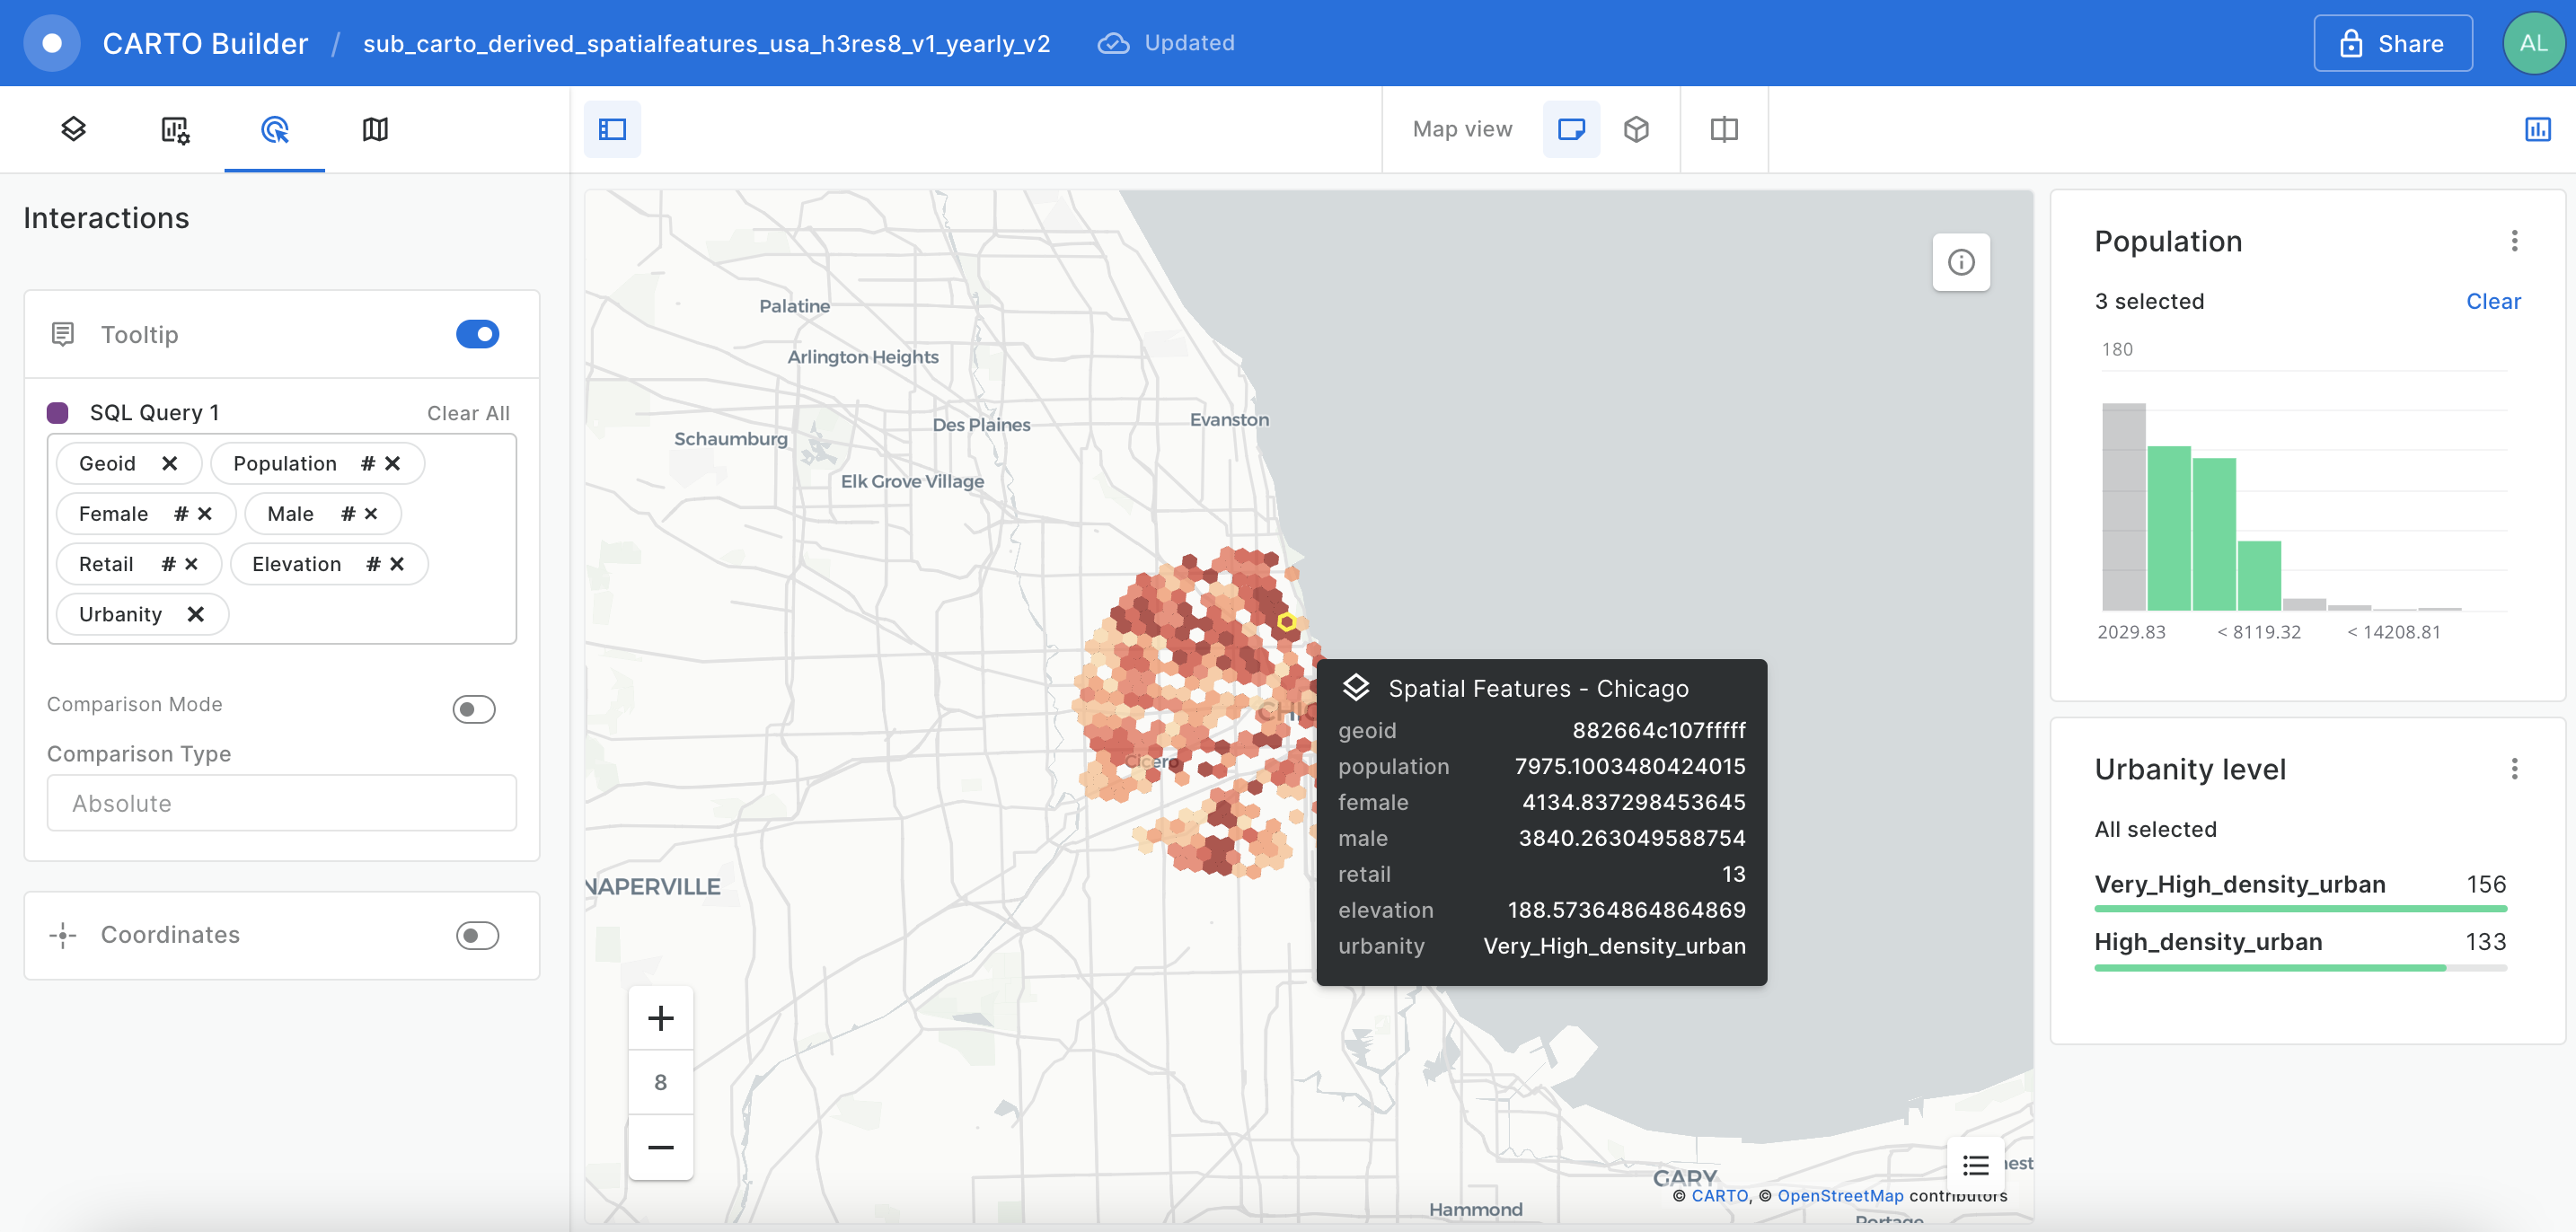 CARTO Builder / sub_carto_derived_spatialfeatures_usa_h3res8_v1_yearly_v2 Updated
Share
AL
Map view
Interactions
Tooltip
SQL Query 1 Clear All
Geoid Population #
Female # Male #
Retail # Elevation #
Urbanity
Comparison Mode
Comparison Type
Absolute
Coordinates
Palatine
Arlington Heights
Des Plaines
Evanston
Schaumburg
Elk Grove Village
Cicero
NAPERVILLE
Spatial Features - Chicago
geoid 882664c107fffff
population 7975.1003480424015
female 4134.837298453645
male 3840.263049588754
retail 13
elevation 188.57364864864869
urbanity Very_High_density_urban
+
8
−
GARY
Hammond
Portage
© CARTO, © OpenStreetMap contributors
Population
3 selected Clear
180
2029.83 < 8119.32 < 14208.81
Urbanity level
All selected
Very_High_density_urban 156
High_density_urban 133